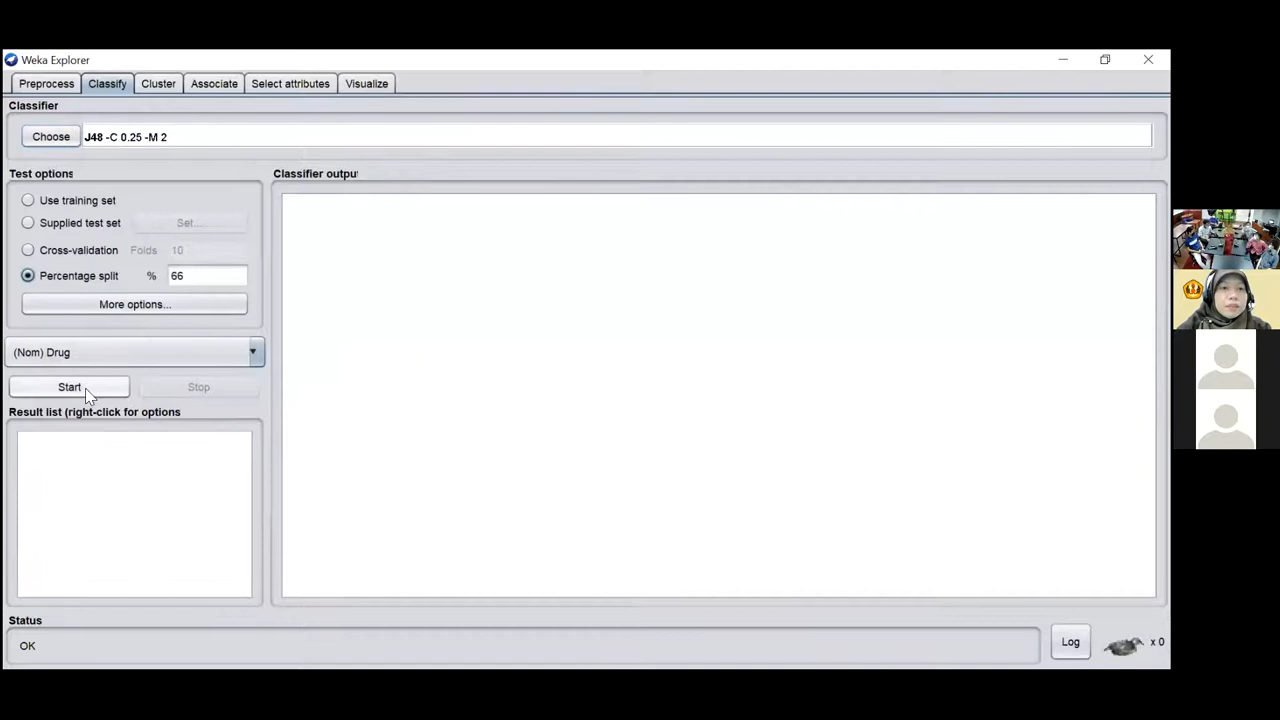 Weka Explorer
Preprocess
Classify
Cluster
Associate
Select attributes
Visualize
Classifier
Choose
J48 -C 0.25 -M 2
Test options
Use training set
Supplied test set
Set...
Cross-validation Folds 10
Percentage split % 66
More options...
(Nom) Drug
Start
Stop
Result list (right-click for options
Classifier output
Status
OK
Log
x 0